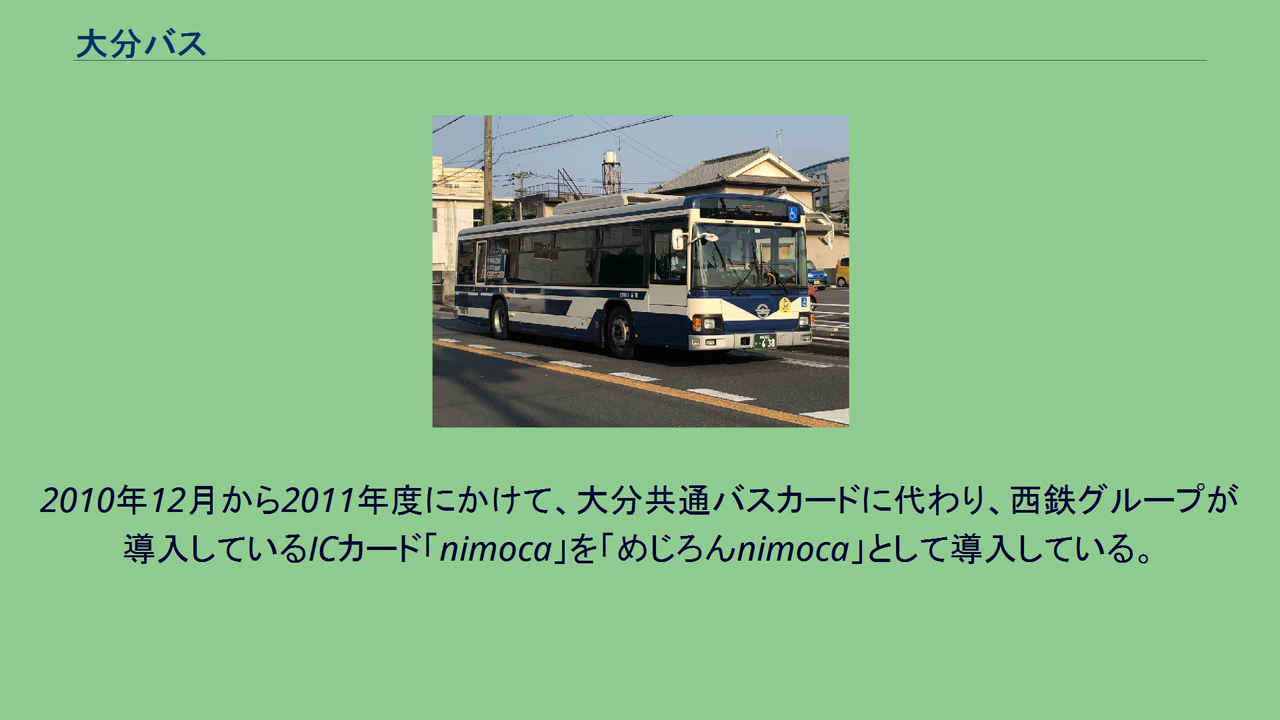 大分バス
638
2010年12月から2011年度にかけて、大分共通バスカードに代わり、西鉄グループが
導入しているICカード「nimoca」を「めじろんnimoca」として導入している。